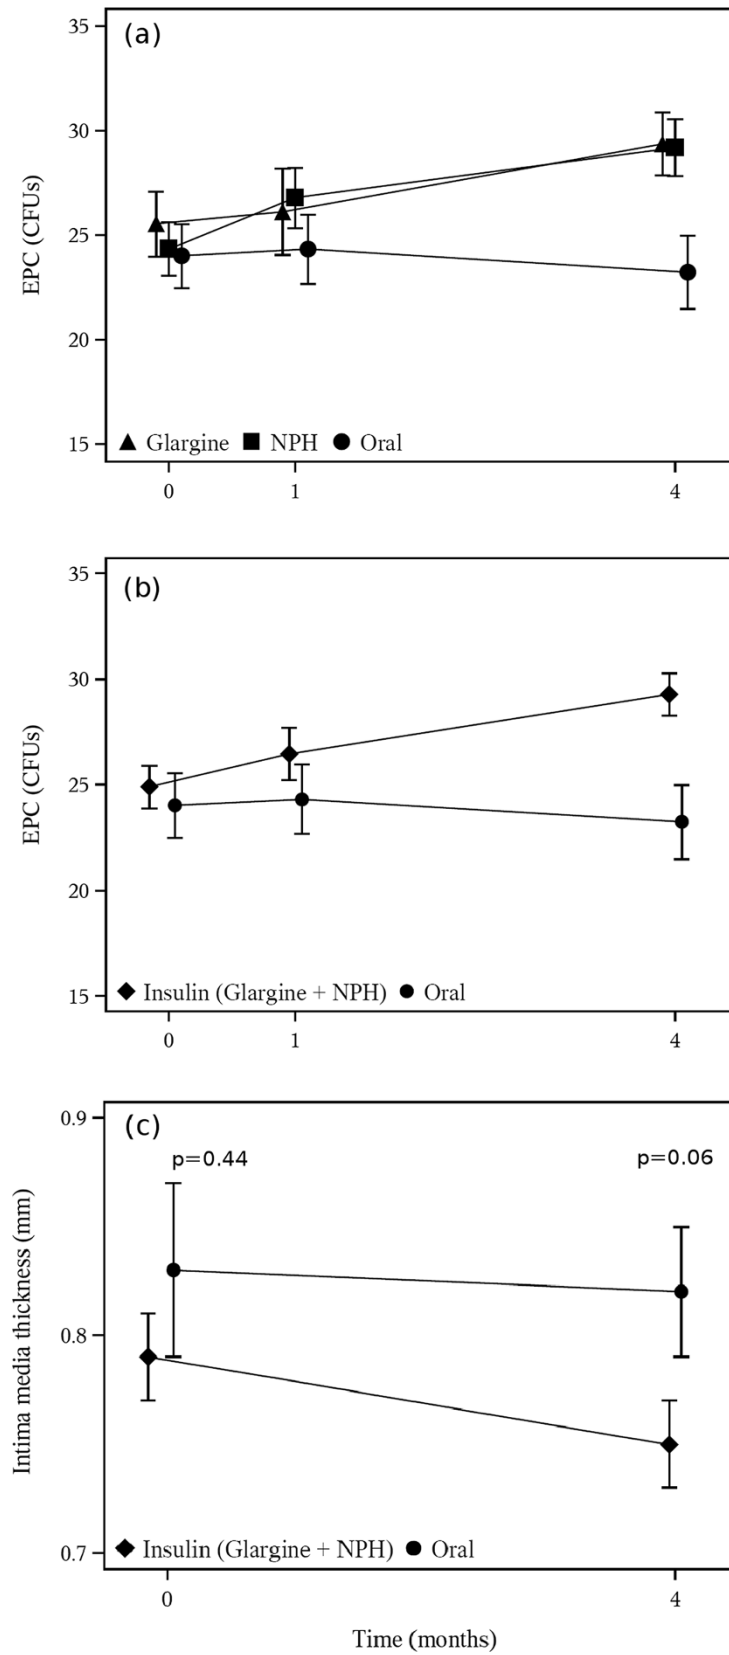 (a)
35
30
25
20
15
EPC (CFUs)
Glargine NPH Oral
0 1 4
(b)
35
30
25
20
15
EPC (CFUs)
Insulin (Glargine + NPH) Oral
0 1 4
(c)
0.9
0.8
0.7
Intima media thickness (mm)
p=0.44 p=0.06
Insulin (Glargine + NPH) Oral
0 4
Time (months)